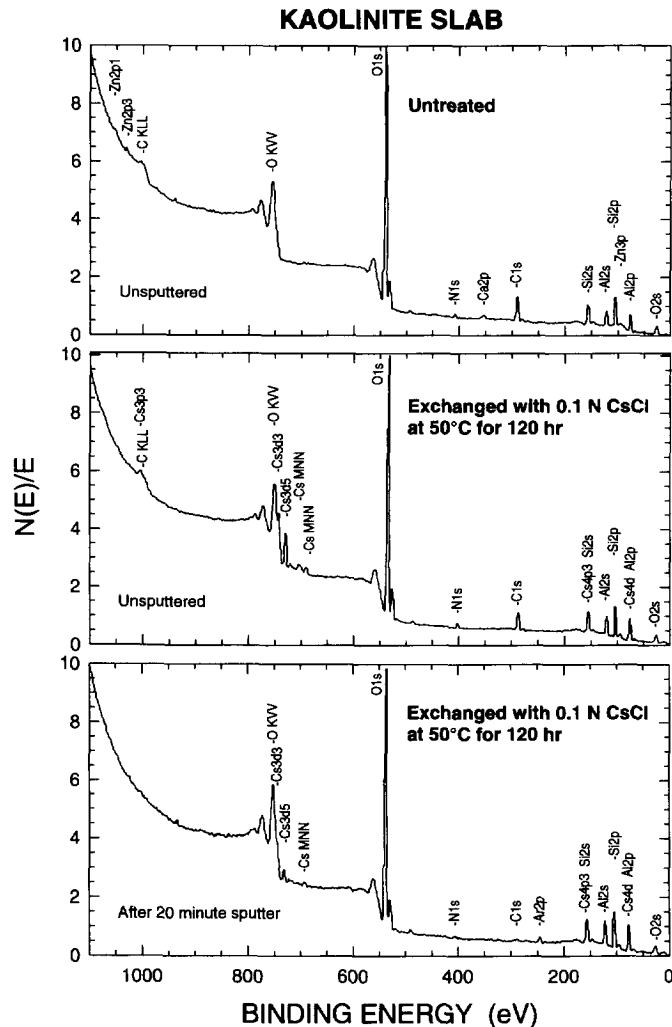 KAOLINITE SLAB
N(E)/E
10
8
6
4
2
0
-Zn2p1
-Zn2p3
-C KLL
-O KVV
O1s
Untreated
-N1s
-Ca2p
-C1s
-Si2s
-Al2s
-Si2p
-Zn3p
-Al2p
-O2s
Unsputtered
10
8
6
4
2
0
-C KLL -Cs3p3
-Cs3d3 -O KVV
-Cs3d5
-Cs MNN
-Cs MNN
O1s
Exchanged with 0.1 N CsCl
at 50°C for 120 hr
-N1s
-C1s
-Cs4p3 Si2s
-Al2s
-Si2p
-Cs4d Al2p
-O2s
Unsputtered
10
8
6
4
2
0
-Cs3d3 -O KVV
-Cs3d5
-Cs MNN
O1s
Exchanged with 0.1 N CsCl
at 50°C for 120 hr
-N1s
-C1s
-Ar2p
-Cs4p3 Si2s
-Al2s
-Si2p
-Cs4d Al2p
-O2s
After 20 minute sputter
1000 800 600 400 200 0
BINDING ENERGY (eV)